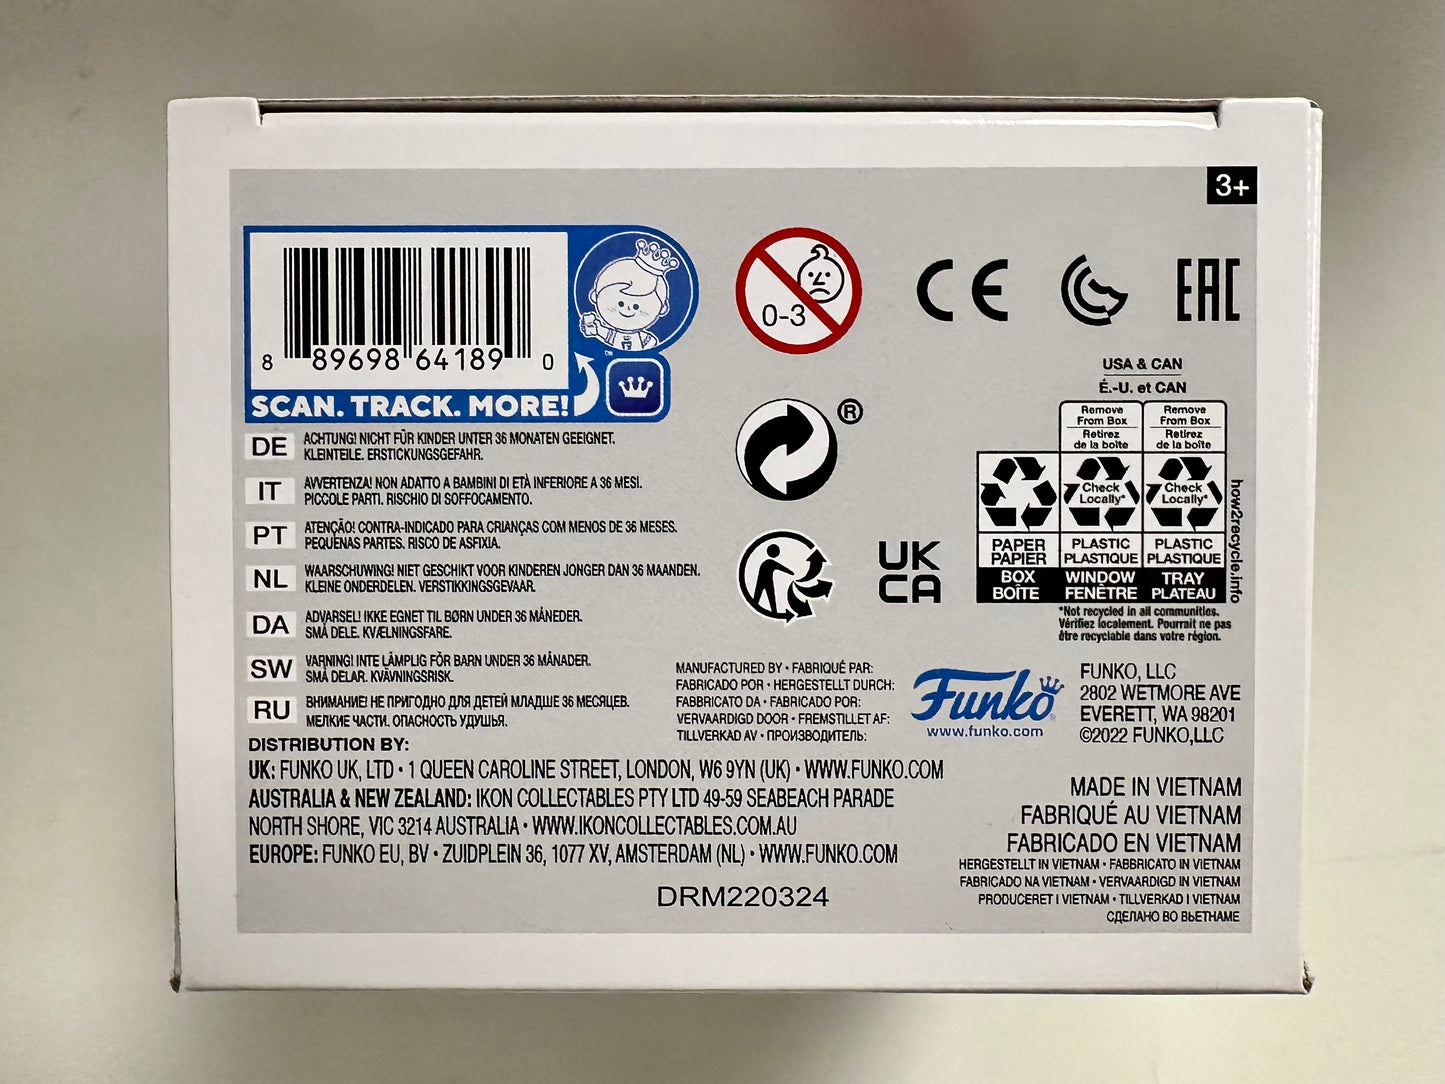 3+
8 89698 64189 0
SCAN. TRACK. MORE!
0-3
CE
EAC
DE ACHTUNG! NICHT FÜR KINDER UNTER 36 MONATEN GEEIGNET.
KLEINTEILE. ERSTICKUNGSGEFAHR.
IT AVVERTENZA! NON ADATTO A BAMBINI DI ETÀ INFERIORE A 36 MESI.
PICCOLE PARTI. RISCHIO DI SOFFOCAMENTO.
PT ATENÇÃO! CONTRA-INDICADO PARA CRIANÇAS COM MENOS DE 36 MESES.
PEQUENAS PARTES. RISCO DE ASFIXIA.
NL WAARSCHUWING! NIET GESCHIKT VOOR KINDEREN JONGER DAN 36 MAANDEN.
KLEINE ONDERDELEN. VERSTIKKINGSGEVAAR.
DA ADVARSEL! IKKE EGNET TIL BØRN UNDER 36 MÅNEDER.
SMÅ DELE. KVÆLNINGSFARE.
SW VARNING! INTE LÄMPLIG FÖR BARN UNDER 36 MÅNADER.
SMÅ DELAR. KVÄVNINGSRISK.
RU ВНИМАНИЕ! НЕ ПРИГОДНО ДЛЯ ДЕТЕЙ МЛАДШЕ 36 МЕСЯЦЕВ.
МЕЛКИЕ ЧАСТИ. ОПАСНОСТЬ УДУШЬЯ.
®
UK
CA
USA & CAN
É.-U. et CAN
Remove
From Box
Retirez
de la boîte
Remove
From Box
Retirez
de la boîte
Check
Locally*
Check
Locally*
PAPER
PAPIER
PLASTIC
PLASTIQUE
PLASTIC
PLASTIQUE
BOX
BOÎTE
WINDOW
FENÊTRE
TRAY
PLATEAU
how2recycle.info
*Not recycled in all communities.
Vérifiez localement. Pourrait ne pas
être recyclable dans votre région.
MANUFACTURED BY • FABRIQUÉ PAR:
FABRICADO POR • HERGESTELLT DURCH:
FABBRICATO DA • FABRICADO POR:
VERVAARDIGD DOOR • FREMSTILLET AF:
TILLVERKAD AV • ПРОИЗВОДИТЕЛЬ:
Funko
www.funko.com
FUNKO, LLC
2802 WETMORE AVE
EVERETT, WA 98201
©2022 FUNKO,LLC
DISTRIBUTION BY:
UK: FUNKO UK, LTD • 1 QUEEN CAROLINE STREET, LONDON, W6 9YN (UK) • WWW.FUNKO.COM
AUSTRALIA & NEW ZEALAND: IKON COLLECTABLES PTY LTD 49-59 SEABEACH PARADE
NORTH SHORE, VIC 3214 AUSTRALIA • WWW.IKONCOLLECTABLES.COM.AU
EUROPE: FUNKO EU, BV • ZUIDPLEIN 36, 1077 XV, AMSTERDAM (NL) • WWW.FUNKO.COM
DRM220324
MADE IN VIETNAM
FABRIQUÉ AU VIETNAM
FABRICADO EN VIETNAM
HERGESTELLT IN VIETNAM • FABBRICATO IN VIETNAM
FABRICADO NA VIETNAM • VERVAARDIGD IN VIETNAM
PRODUCERET I VIETNAM • TILLVERKAD I VIETNAM
СДЕЛАНО ВО ВЬЕТНАМЕ